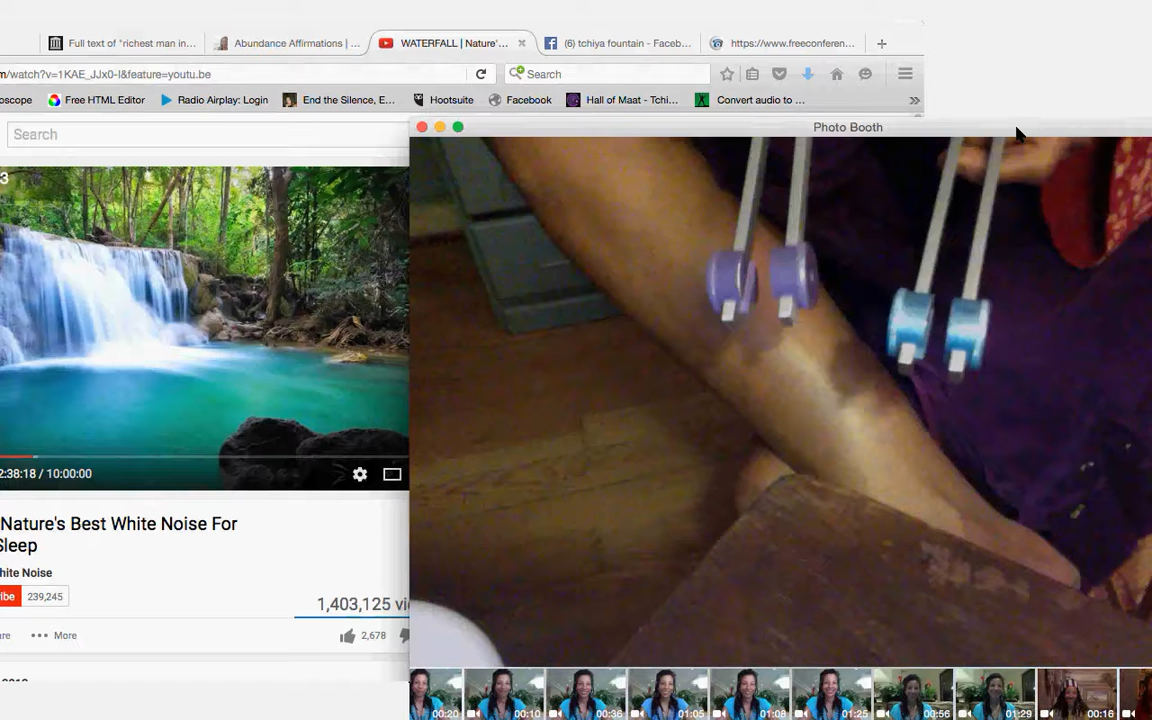 Full text of "richest man in...
Abundance Affirmations | ...
WATERFALL | Nature'...
(6) tchiya fountain - Faceb...
https://www.freeconferen...
m/watch?v=1KAE_JJx0-I&feature=youtu.be
Search
oscope
Free HTML Editor
Radio Airplay: Login
End the Silence, E...
Hootsuite
Facebook
Hall of Maat - Tchi...
Convert audio to ...
Search
Photo Booth
3
2:38:18 / 10:00:00
Nature's Best White Noise For
Sleep
hite Noise
ibe 239,245
1,403,125 vi
re ••• More 2,678
00:20 00:10 00:36 01:05 01:08 01:25 00:56 01:29 00:16